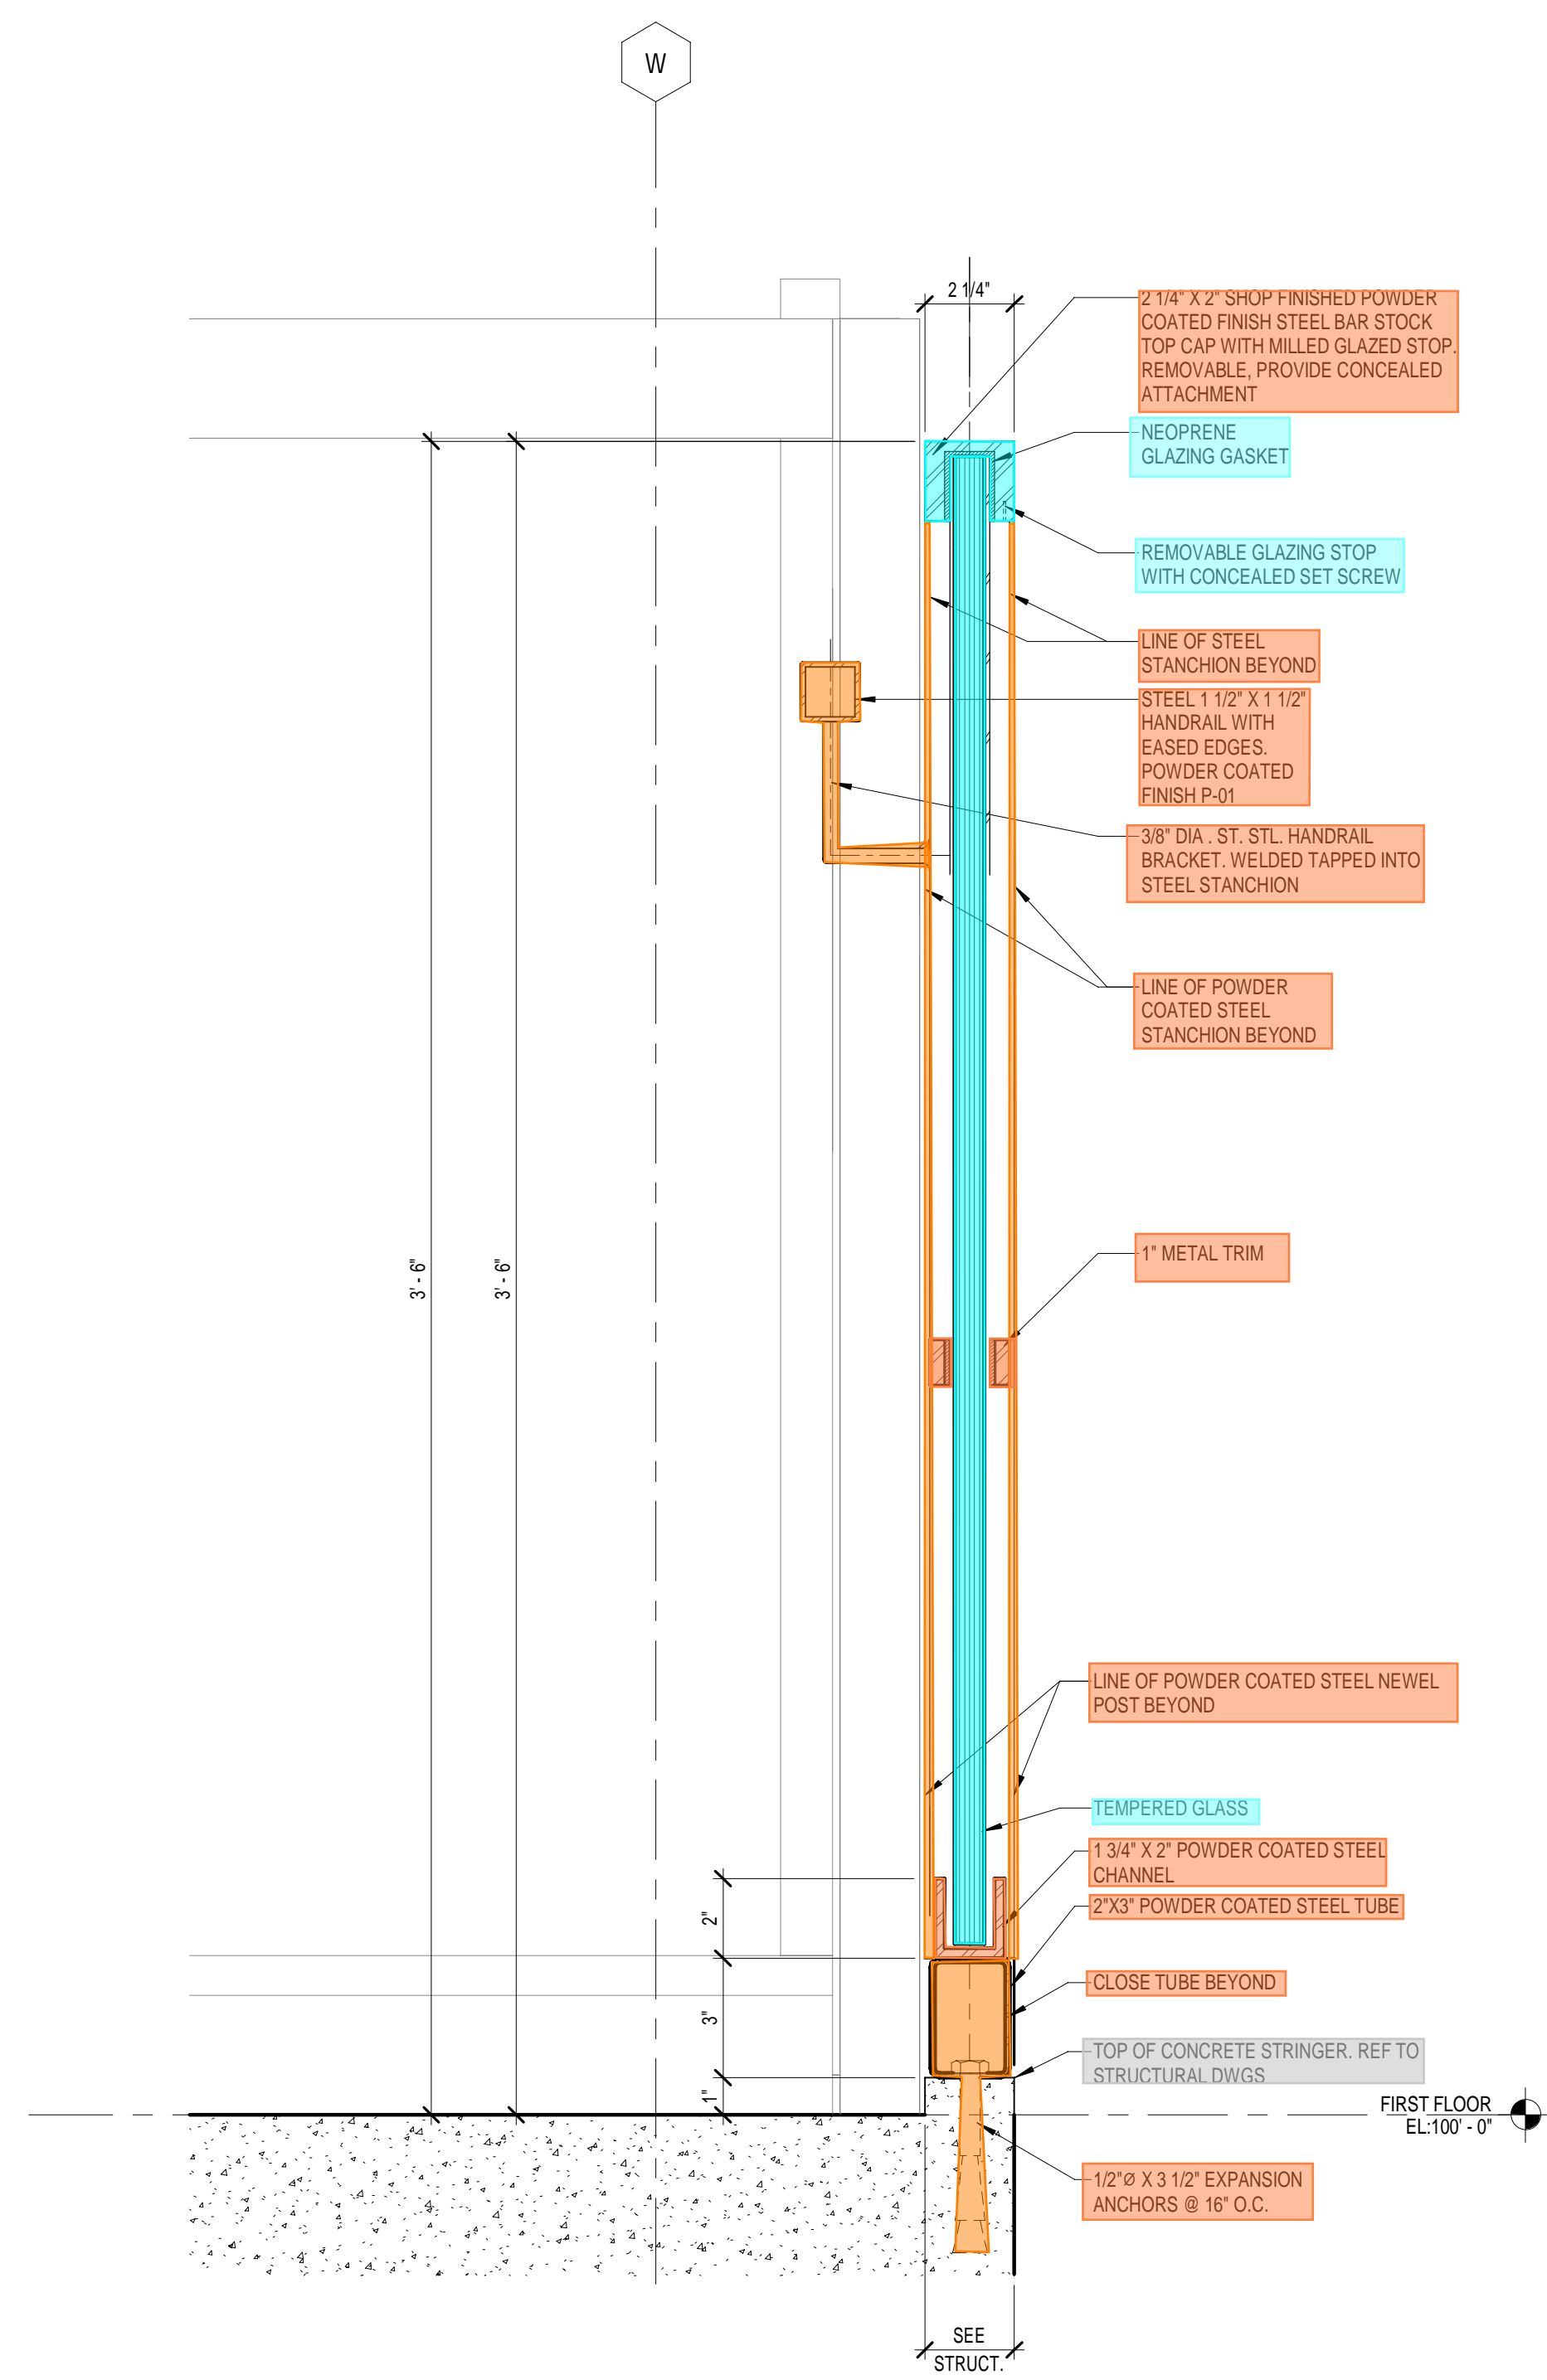 W
2 1/4"
2 1/4" X 2" SHOP FINISHED POWDER
COATED FINISH STEEL BAR STOCK
TOP CAP WITH MILLED GLAZED STOP.
REMOVABLE, PROVIDE CONCEALED
ATTACHMENT
NEOPRENE
GLAZING GASKET
REMOVABLE GLAZING STOP
WITH CONCEALED SET SCREW
LINE OF STEEL
STANCHION BEYOND
STEEL 1 1/2" X 1 1/2"
HANDRAIL WITH
EASED EDGES.
POWDER COATED
FINISH P-01
3/8" DIA . ST. STL. HANDRAIL
BRACKET. WELDED TAPPED INTO
STEEL STANCHION
LINE OF POWDER
COATED STEEL
STANCHION BEYOND
1" METAL TRIM
3' - 6"
3' - 6"
LINE OF POWDER COATED STEEL NEWEL
POST BEYOND
TEMPERED GLASS
1 3/4" X 2" POWDER COATED STEEL
CHANNEL
2"X3" POWDER COATED STEEL TUBE
2"
CLOSE TUBE BEYOND
3"
TOP OF CONCRETE STRINGER. REF TO
STRUCTURAL DWGS
1"
FIRST FLOOR
EL:100' - 0"
1/2"Ø X 3 1/2" EXPANSION
ANCHORS @ 16" O.C.
SEE
STRUCT.